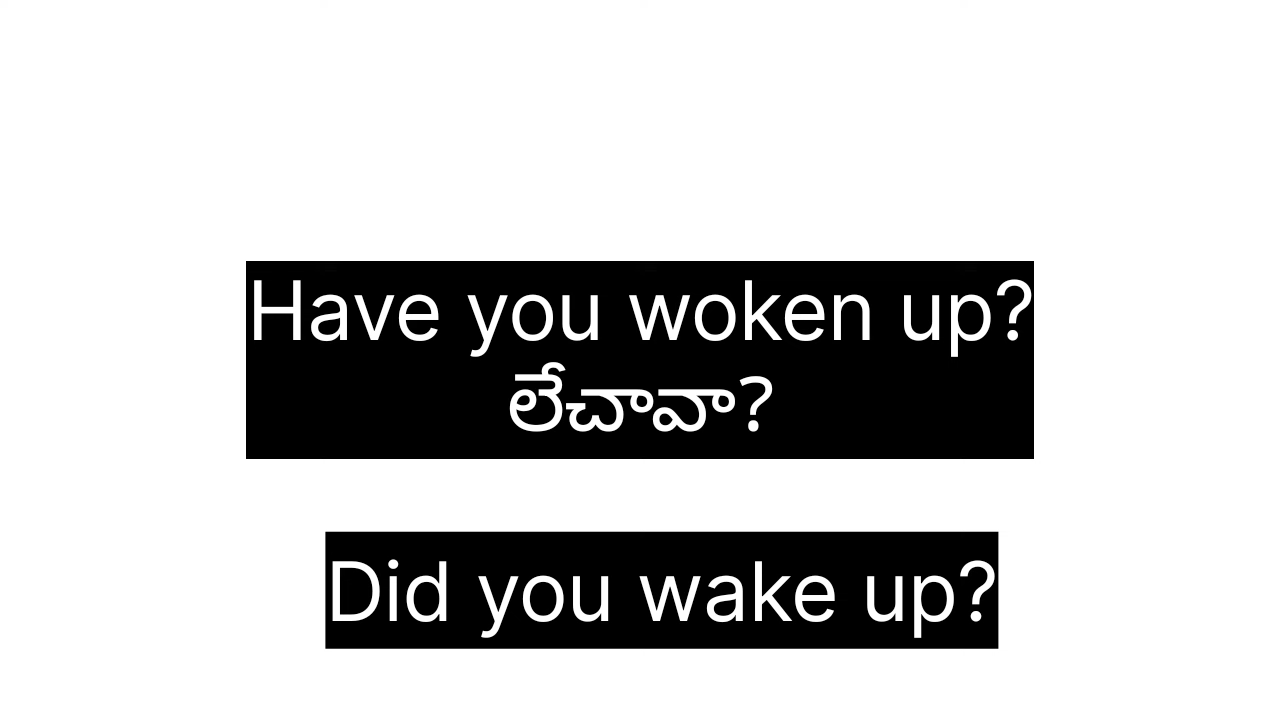 Have you woken up?
లేచావా?
Did you wake up?